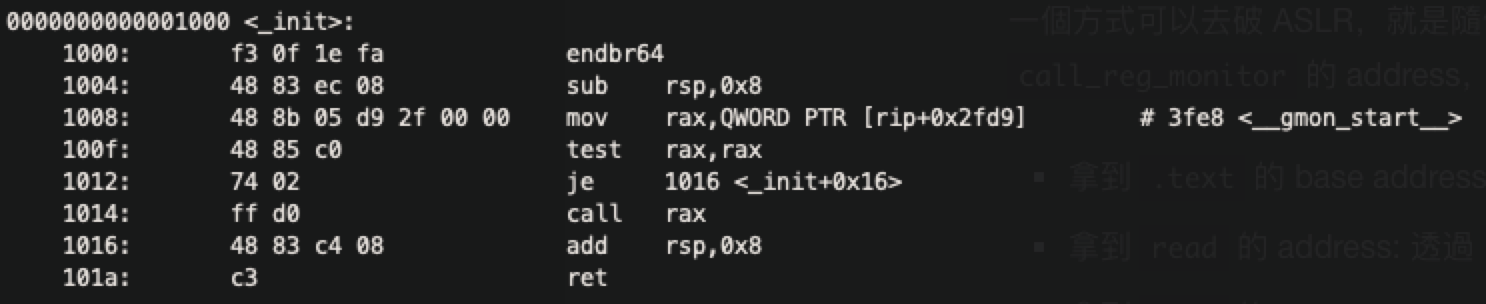 0000000000001000 <_init>:
1000: f3 0f 1e fa endbr64
1004: 48 83 ec 08 sub rsp,0x8
1008: 48 8b 05 d9 2f 00 00 mov rax,QWORD PTR [rip+0x2fd9] # 3fe8 <__gmon_start__>
100f: 48 85 c0 test rax,rax
1012: 74 02 je 1016 <_init+0x16>
1014: ff d0 call rax
1016: 48 83 c4 08 add rsp,0x8
101a: c3 ret
一個方式可以去破 ASLR，就是隨
call_reg_monitor 的 address，
▪ 拿到 .text 的 base address
▪ 拿到 read 的 address: 透過